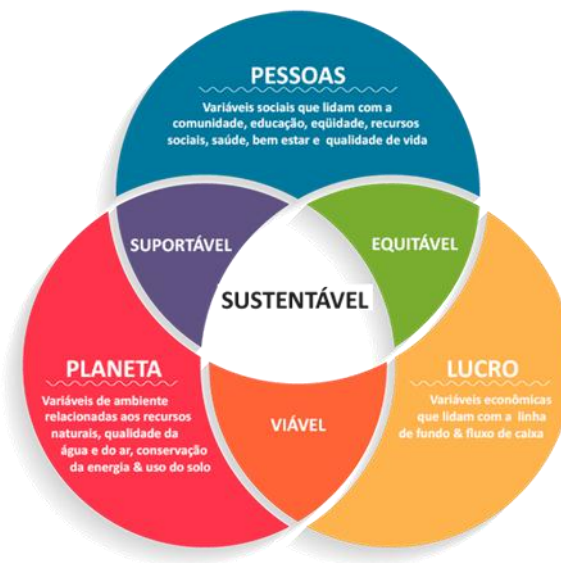 PESSOAS
Variáveis sociais que lidam com a
comunidade, educação, eqüidade, recursos
sociais, saúde, bem estar e qualidade de vida
SUPORTÁVEL
EQUITÁVEL
SUSTENTÁVEL
PLANETA
Variáveis de ambiente
relacionadas aos recursos
naturais, qualidade da
água e do ar, conservação
da energia & uso do solo
LUCRO
Variáveis econômicas
que lidam com a linha
de fundo & fluxo de caixa
VIÁVEL